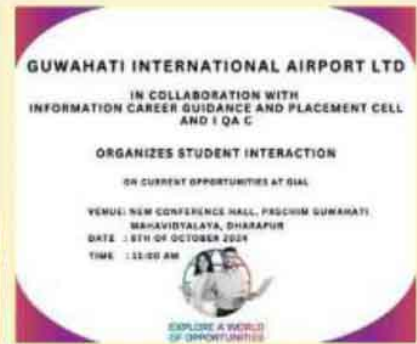 GUWAHATI INTERNATIONAL AIRPORT LTD
IN COLLABORATION WITH
INFORMATION CAREER GUIDANCE AND PLACEMENT CELL
AND I QA C
ORGANIZES STUDENT INTERACTION
ON CURRENT OPPORTUNITIES AT GIAL
VENUE: NEW CONFERENCE HALL, PASCHIM GUWAHATI
MAHAVIDYALAYA, DHARAPUR
DATE : 8TH OF OCTOBER 2024
TIME : 11:00 AM
EXPLORE A WORLD
OF OPPORTUNITIES